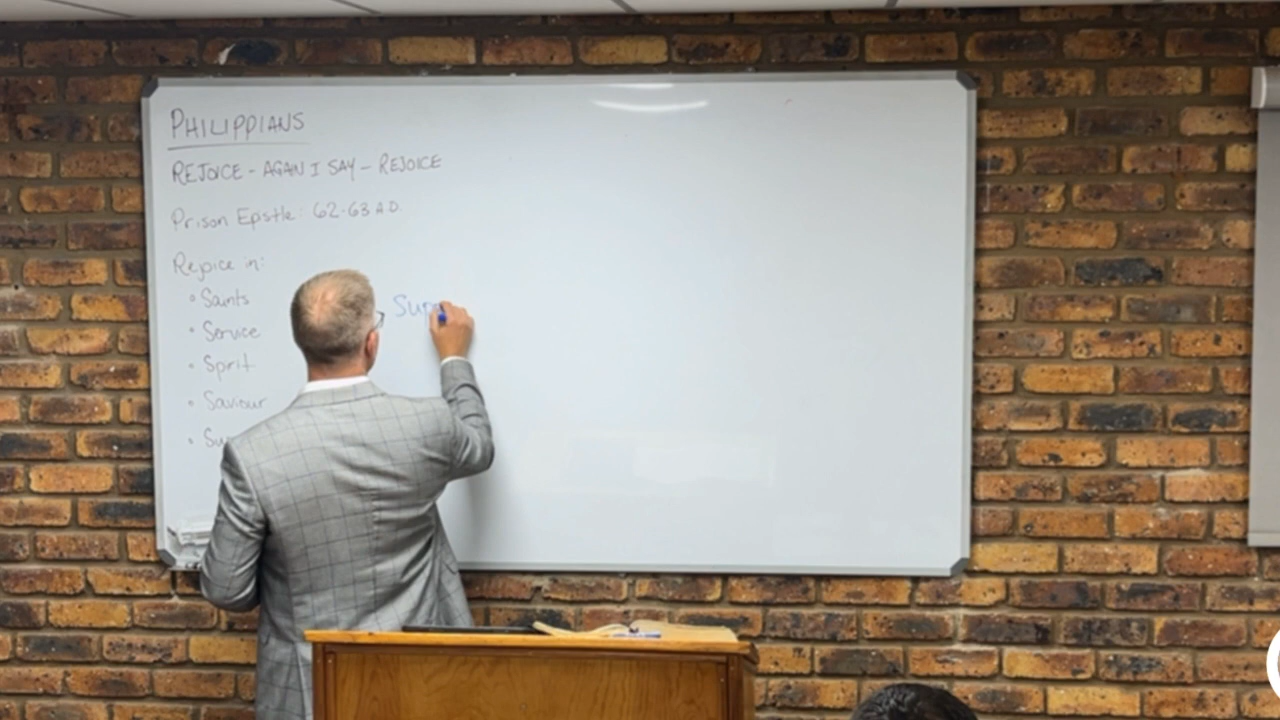 PHILIPPIANS
REJOICE - AGAIN I SAY - REJOICE
Prison Epistle: 62-63 A.D.
Rejoice in:
• Saints
• Service
• Sprit
• Saviour